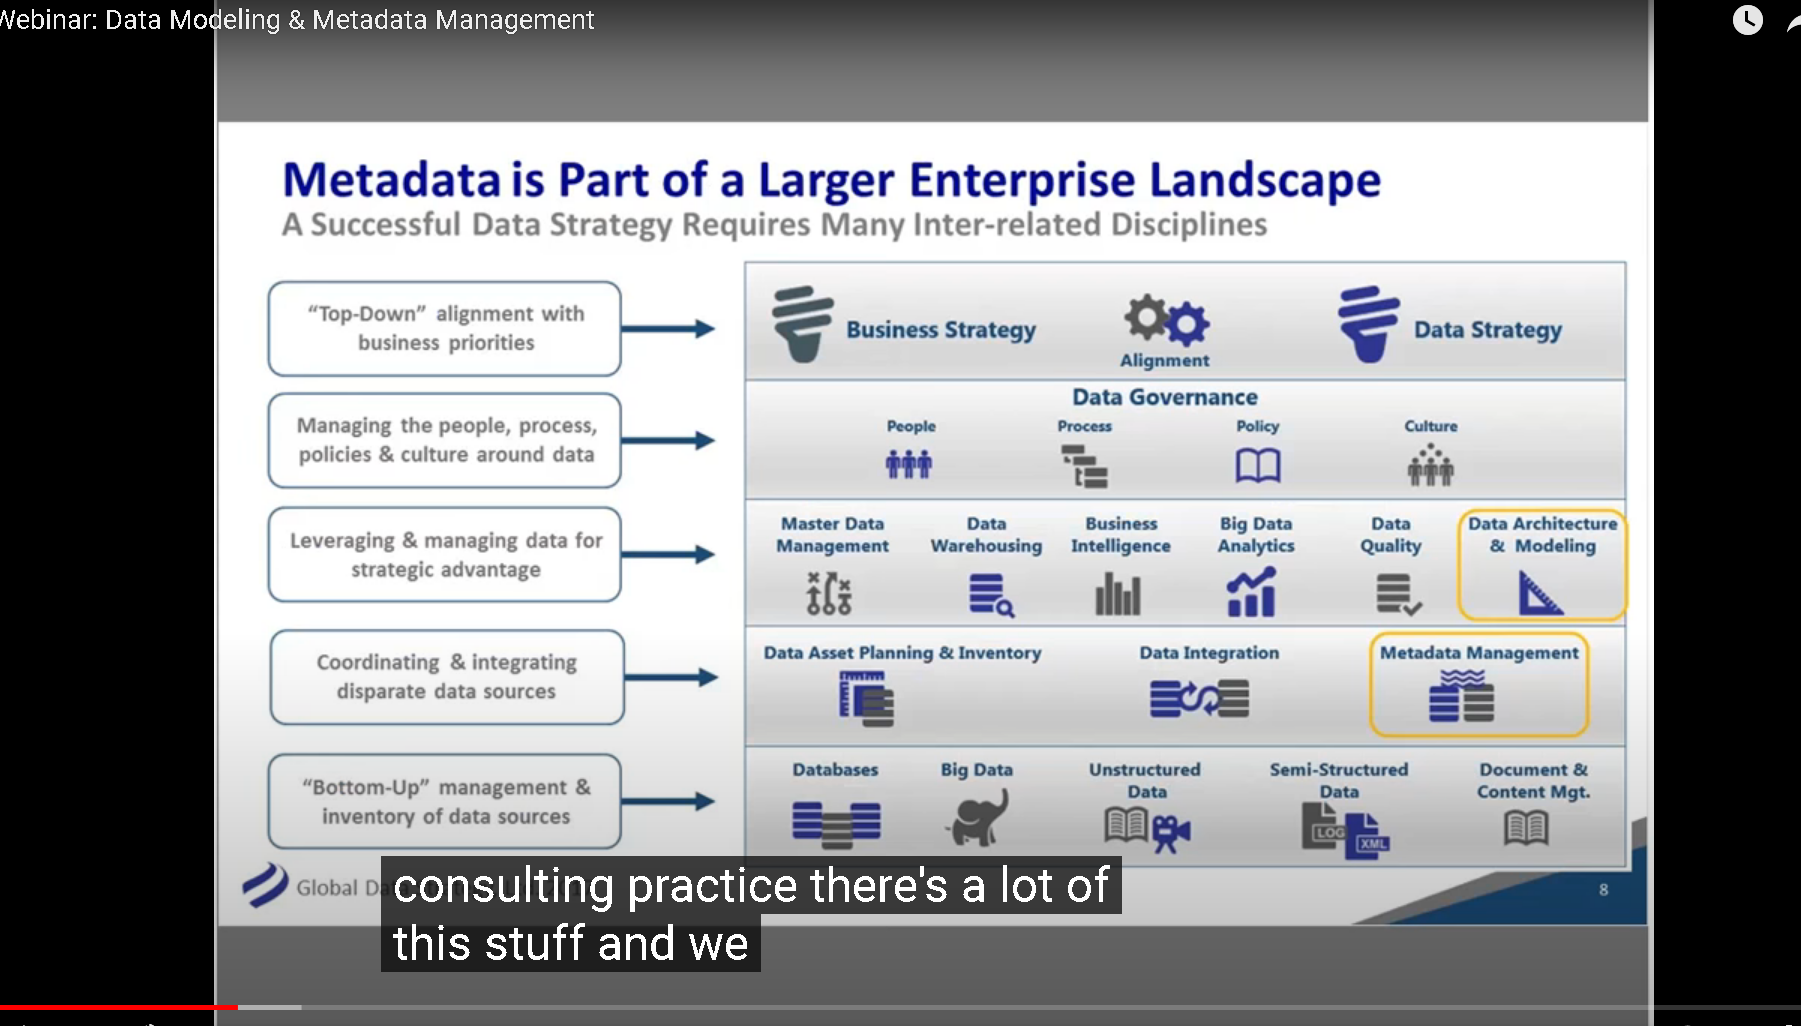 Webinar: Data Modeling & Metadata Management
Metadata is Part of a Larger Enterprise Landscape
A Successful Data Strategy Requires Many Inter-related Disciplines
“Top-Down” alignment with
business priorities
Business Strategy
Alignment
Data Strategy
Managing the people, process,
policies & culture around data
Data Governance
People
Process
Policy
Culture
Leveraging & managing data for
strategic advantage
Master Data
Management
Data
Warehousing
Business
Intelligence
Big Data
Analytics
Data
Quality
Data Architecture
& Modeling
Coordinating & integrating
disparate data sources
Data Asset Planning & Inventory
Data Integration
Metadata Management
“Bottom-Up” management &
inventory of data sources
Databases
Big Data
Unstructured
Data
Semi-Structured
Data
LOG
XML
Document &
Content Mgt.
Global
8
consulting practice there's a lot of
this stuff and we